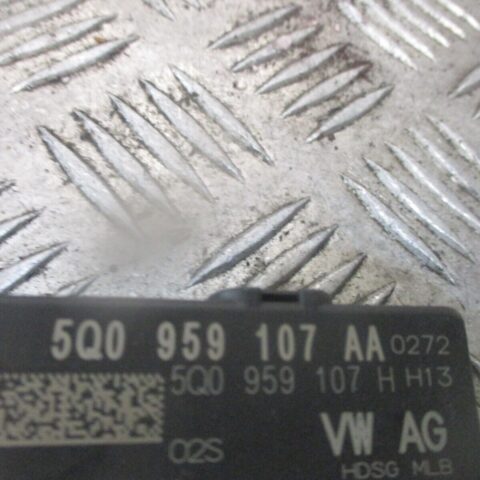 5Q0 959 107 AA 0272
5Q0 959 107 H H13
VW AG
02S
HDSG MLB